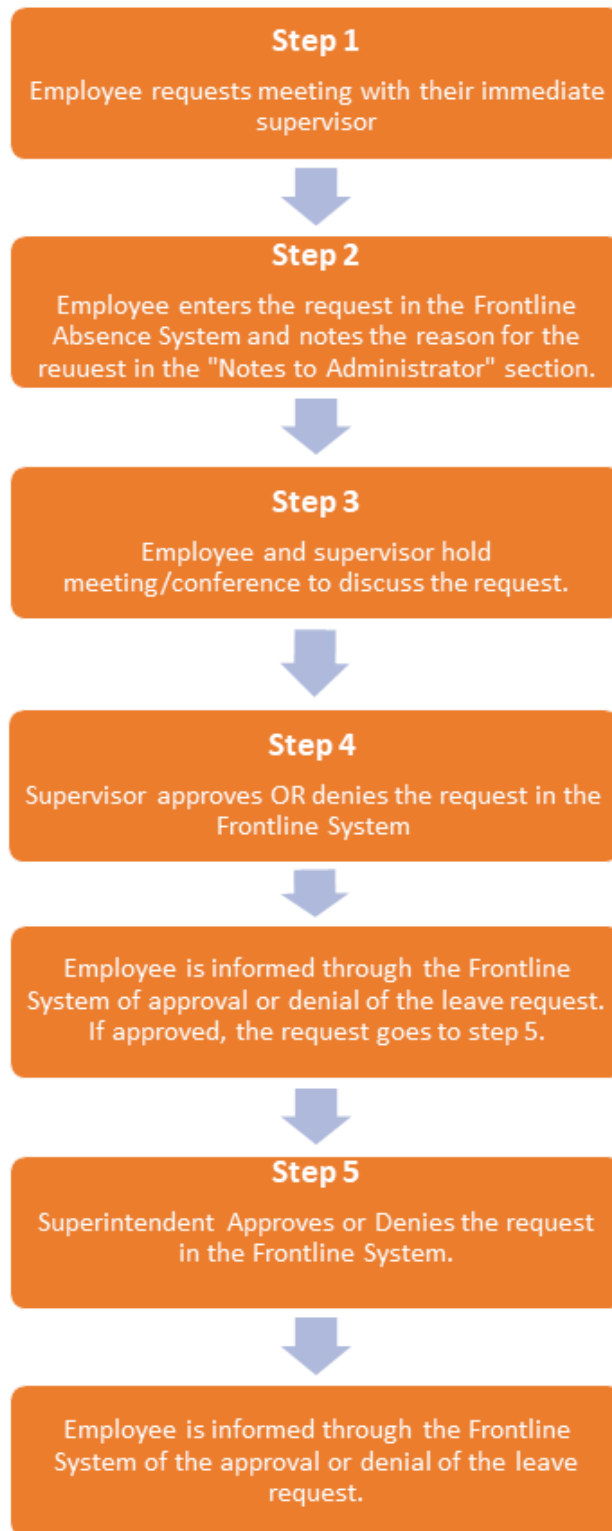 Step 1
Employee requests meeting with their immediate
supervisor
Step 2
Employee enters the request in the Frontline
Absence System and notes the reason for the
reuuest in the "Notes to Administrator" section.
Step 3
Employee and supervisor hold
meeting/conference to discuss the request.
Step 4
Supervisor approves OR denies the request in the
Frontline System
Employee is informed through the Frontline
System of approval or denial of the leave request.
If approved, the request goes to step 5.
Step 5
Superintendent Approves or Denies the request
in the Frontline System.
Employee is informed through the Frontline
System of the approval or denial of the leave
request.